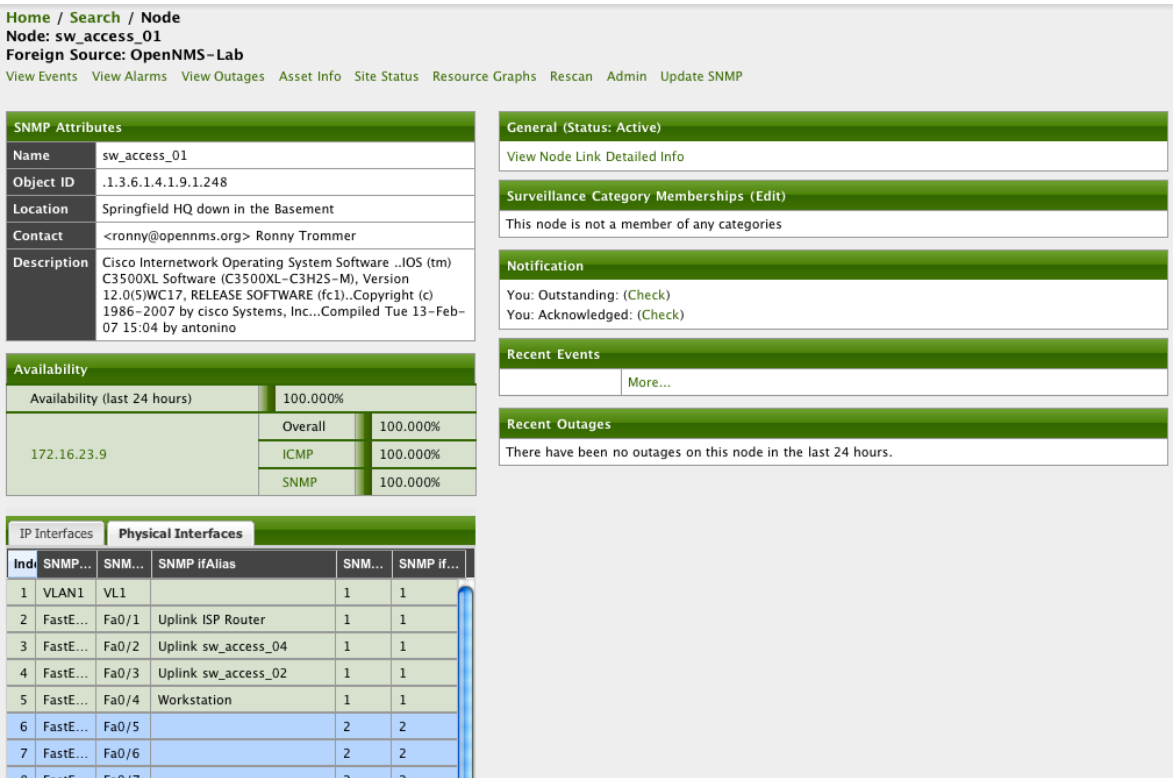 Home / Search / Node
Node: sw_access_01
Foreign Source: OpenNMS-Lab
View Events View Alarms View Outages Asset Info Site Status Resource Graphs Rescan Admin Update SNMP
SNMP Attributes
Name sw_access_01
Object ID .1.3.6.1.4.1.9.1.248
Location Springfield HQ down in the Basement
Contact <ronny@opennms.org> Ronny Trommer
Description Cisco Internetwork Operating System Software ..IOS (tm)
C3500XL Software (C3500XL-C3H2S-M), Version
12.0(5)WC17, RELEASE SOFTWARE (fc1)..Copyright (c)
1986-2007 by cisco Systems, Inc...Compiled Tue 13-Feb-
07 15:04 by antonino
Availability
Availability (last 24 hours) 100.000%
172.16.23.9
Overall 100.000%
ICMP 100.000%
SNMP 100.000%
IP Interfaces Physical Interfaces
Ind SNMP... SNM... SNMP ifAlias SNM... SNMP if...
1 VLAN1 VL1 1 1
2 FastE... Fa0/1 Uplink ISP Router 1 1
3 FastE... Fa0/2 Uplink sw_access_04 1 1
4 FastE... Fa0/3 Uplink sw_access_02 1 1
5 FastE... Fa0/4 Workstation 1 1
6 FastE... Fa0/5 2 2
7 FastE... Fa0/6 2 2
General (Status: Active)
View Node Link Detailed Info
Surveillance Category Memberships (Edit)
This node is not a member of any categories
Notification
You: Outstanding: (Check)
You: Acknowledged: (Check)
Recent Events
More...
Recent Outages
There have been no outages on this node in the last 24 hours.